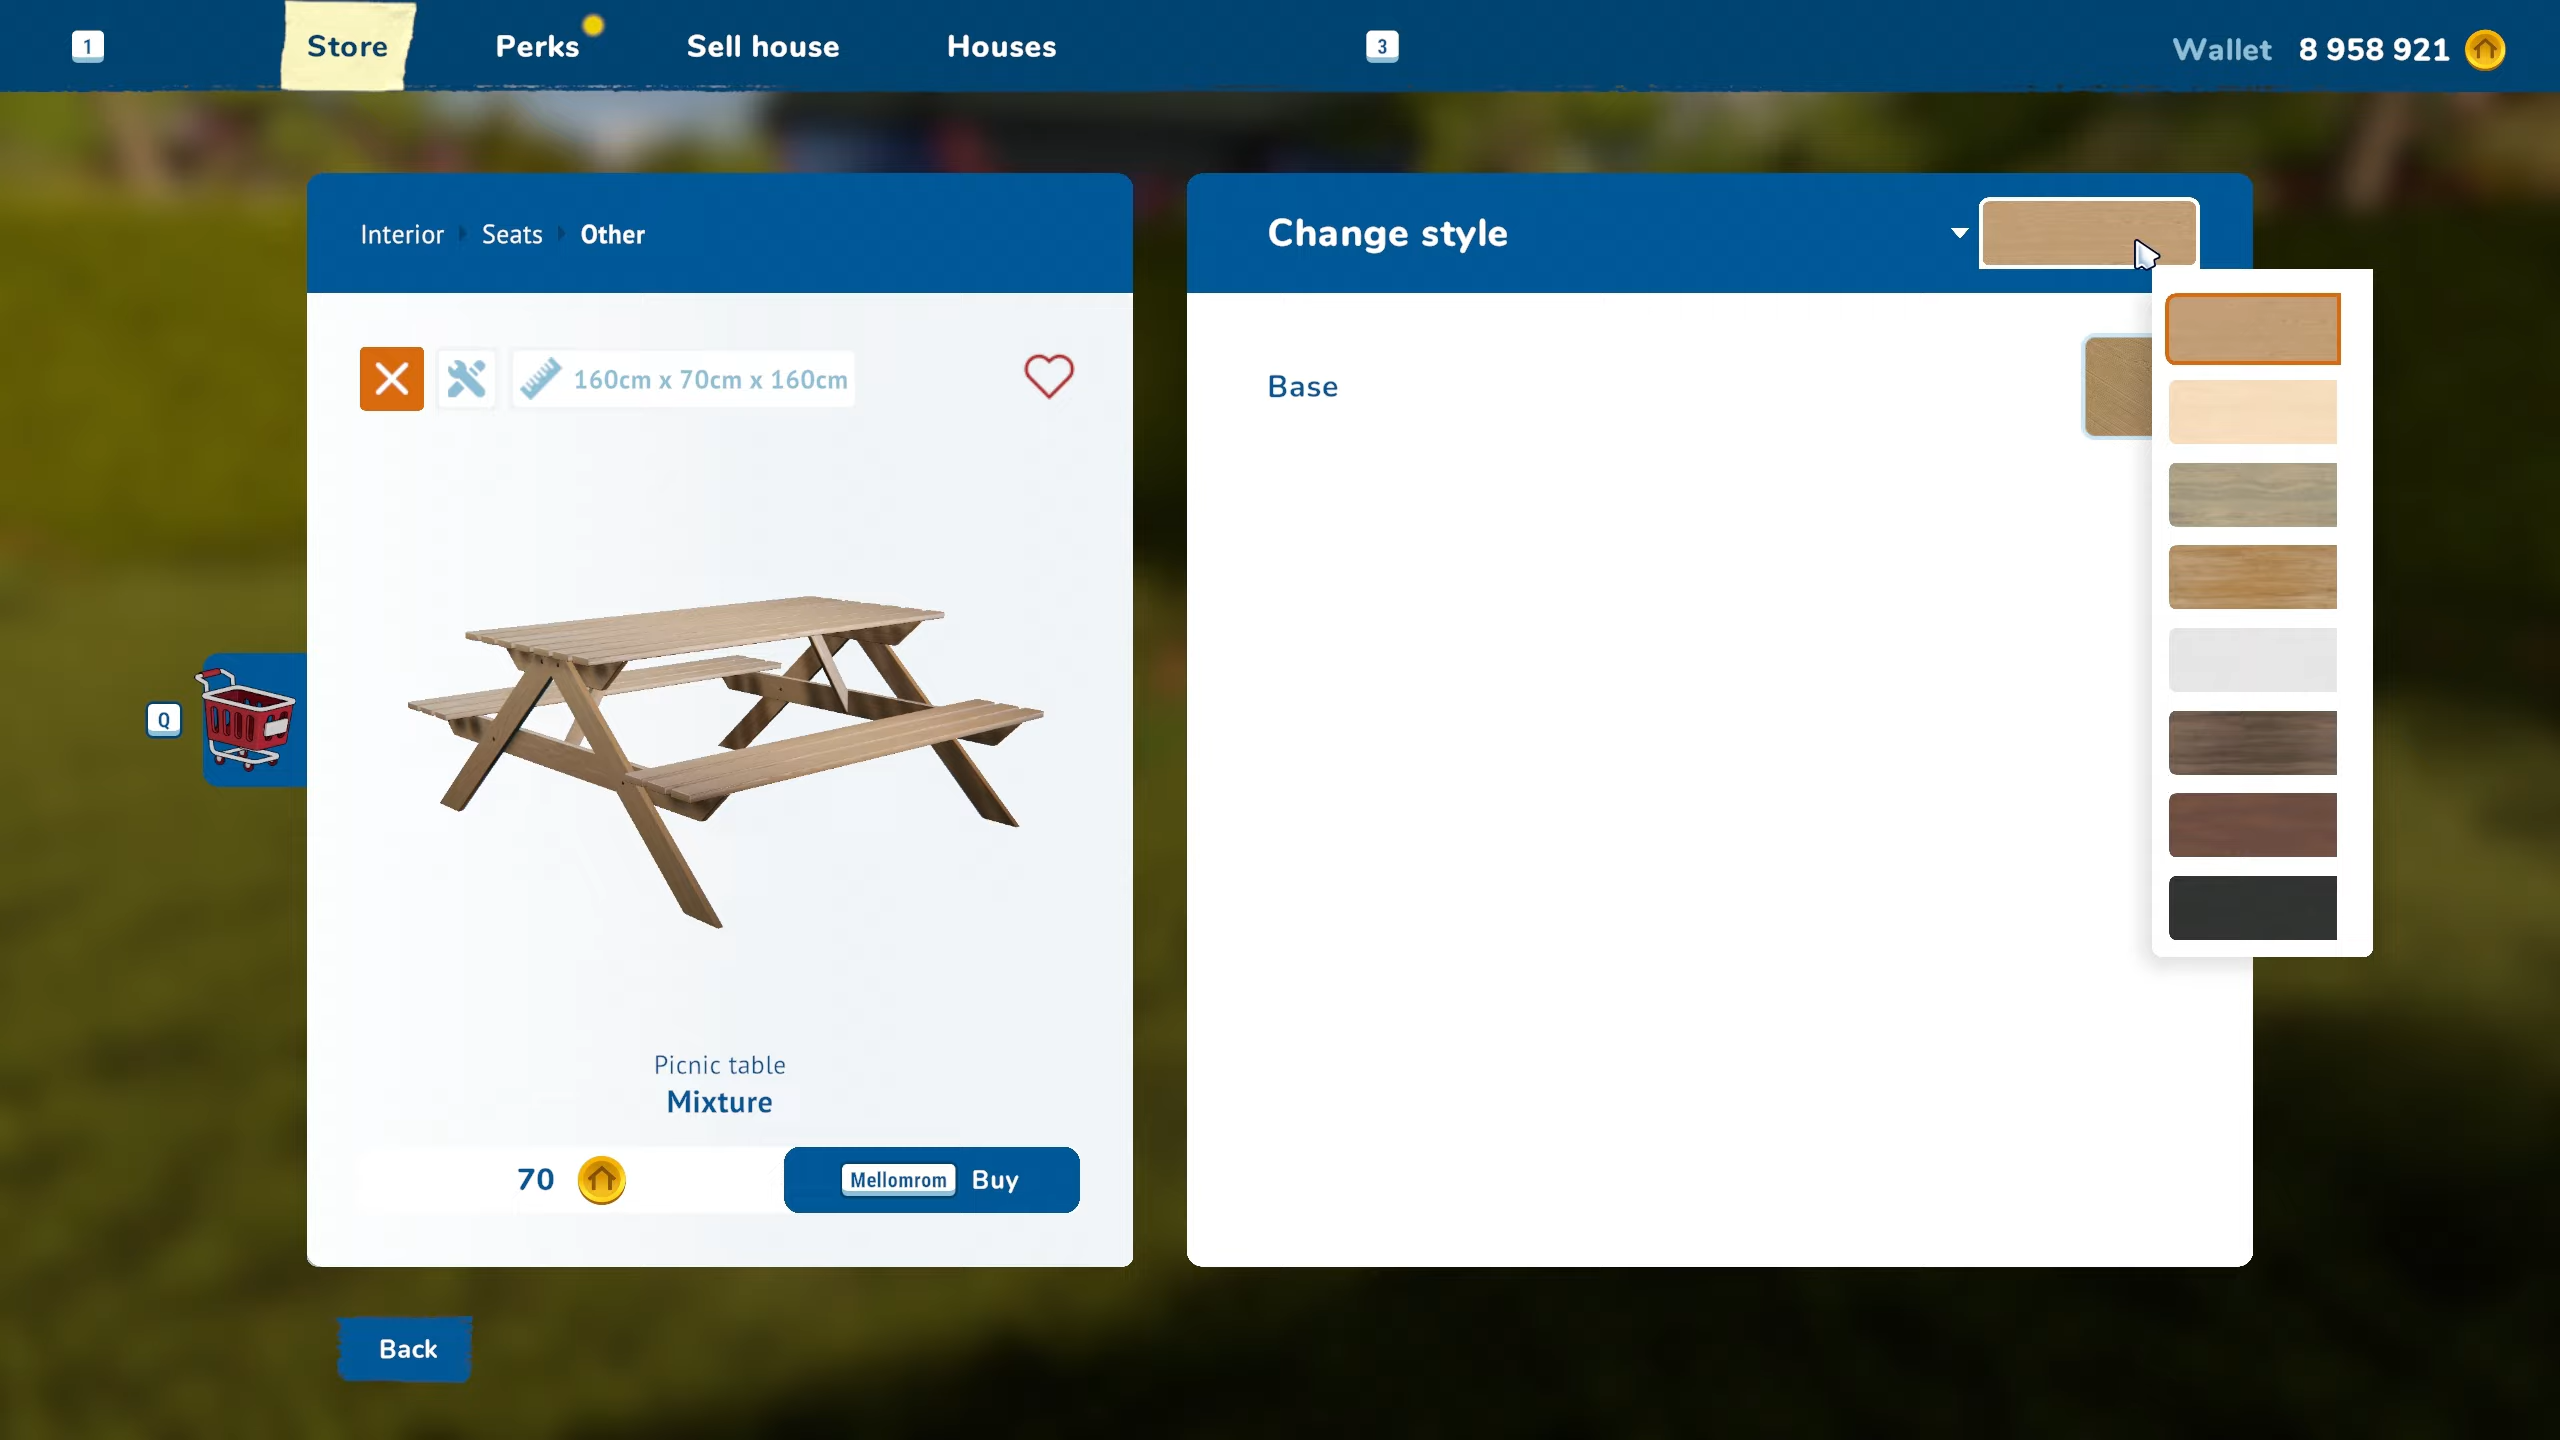 1 Store Perks Sell house Houses 3 Wallet 8 958 921
Interior Seats Other
160cm x 70cm x 160cm
Q
Picnic table
Mixture
70 Mellomrom Buy
Change style
Base
Back